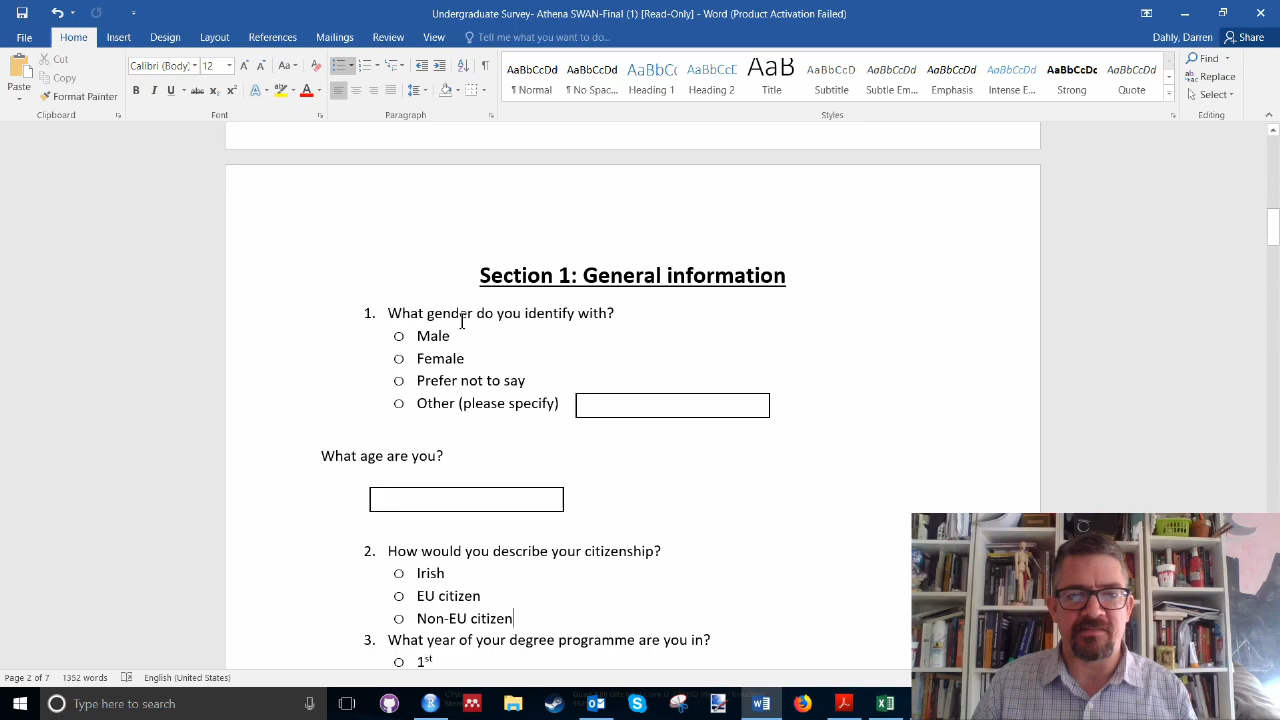 Undergraduate Survey- Athena SWAN-Final (1) [Read-Only] - Word (Product Activation Failed)
File Home Insert Design Layout References Mailings Review View Tell me what you want to do... Dahly, Darren Share
Paste Cut Copy Format Painter
Calibri (Body) 12
B I U abc x₂ x² A A
AaBbCcDd AaBbCcDd AaBbCc AaBbCcD AaB AaBbCcD AaBbCcDd AaBbCcDd AaBbCcDd AaBbCcDd AaBbCcDd
¶ Normal ¶ No Spac... Heading 1 Heading 2 Title Subtitle Subtle Em... Emphasis Intense E... Strong Quote
Find Replace Select
Clipboard Font Paragraph Styles Editing
Section 1: General information
1. What gender do you identify with?
Male
Female
Prefer not to say
Other (please specify)
What age are you?
2. How would you describe your citizenship?
Irish
EU citizen
Non-EU citizen
3. What year of your degree programme are you in?
1st
Page 2 of 7 1352 words English (United States)
Type here to search